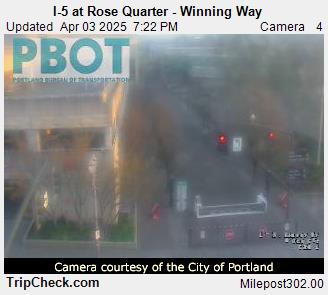 I-5 at Rose Quarter - Winning Way
Updated Apr 03 2025 7:22 PM Camera 4
PBOT
PORTLAND BUREAU OF TRANSPORTATION
Camera courtesy of the City of Portland
TripCheck.com Milepost302.00